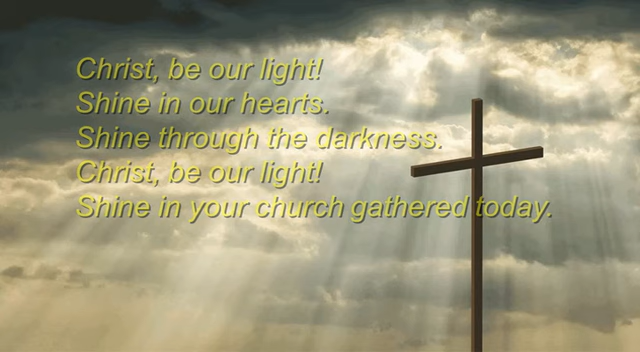 Christ, be our light!
Shine in our hearts.
Shine through the darkness.
Christ, be our light!
Shine in your church gathered today.